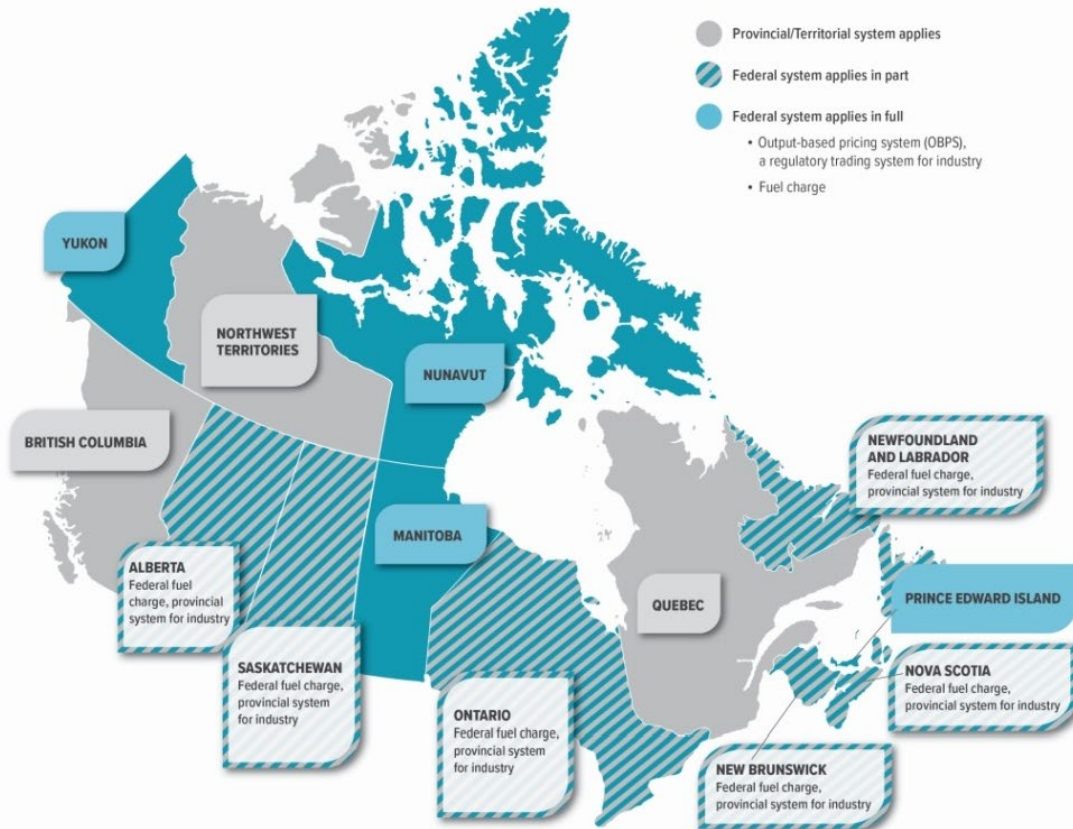 Provincial/Territorial system applies
Federal system applies in part
Federal system applies in full
• Output-based pricing system (OBPS),
a regulatory trading system for industry
• Fuel charge
YUKON
NORTHWEST
TERRITORIES
NUNAVUT
BRITISH COLUMBIA
NEWFOUNDLAND
AND LABRADOR
Federal fuel charge,
provincial system for industry
MANITOBA
ALBERTA
Federal fuel
charge, provincial
system for industry
QUEBEC
PRINCE EDWARD ISLAND
SASKATCHEWAN
Federal fuel charge,
provincial system
for industry
NOVA SCOTIA
Federal fuel charge,
provincial system for industry
ONTARIO
Federal fuel charge,
provincial system
for industry
NEW BRUNSWICK
Federal fuel charge,
provincial system for industry